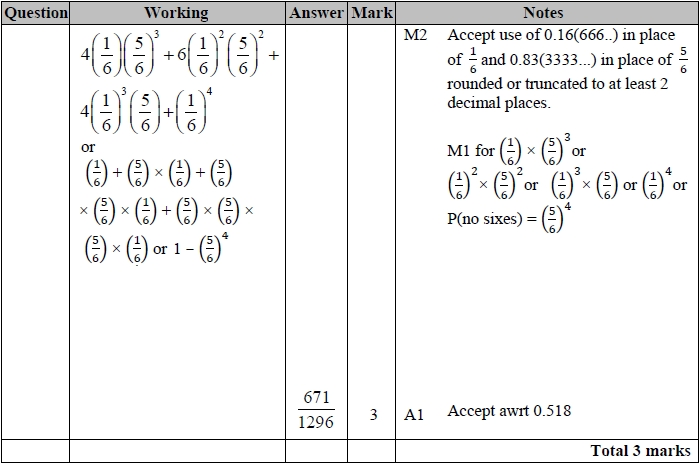 Question Working Answer Mark Notes
4(1/6)(5/6)³ + 6(1/6)²(5/6)² +
4(1/6)³(5/6) + (1/6)⁴
or
(1/6) + (5/6) × (1/6) + (5/6)
× (5/6) × (1/6) + (5/6) × (5/6) ×
(5/6) × (1/6) or 1 − (5/6)⁴
M2 Accept use of 0.16(666..) in place
of 1/6 and 0.83(3333...) in place of 5/6
rounded or truncated to at least 2
decimal places.
M1 for (1/6) × (5/6)³ or
(1/6)² × (5/6)² or (1/6)³ × (5/6) or (1/6)⁴ or
P(no sixes) = (5/6)⁴
671/1296 3 A1 Accept awrt 0.518
Total 3 marks